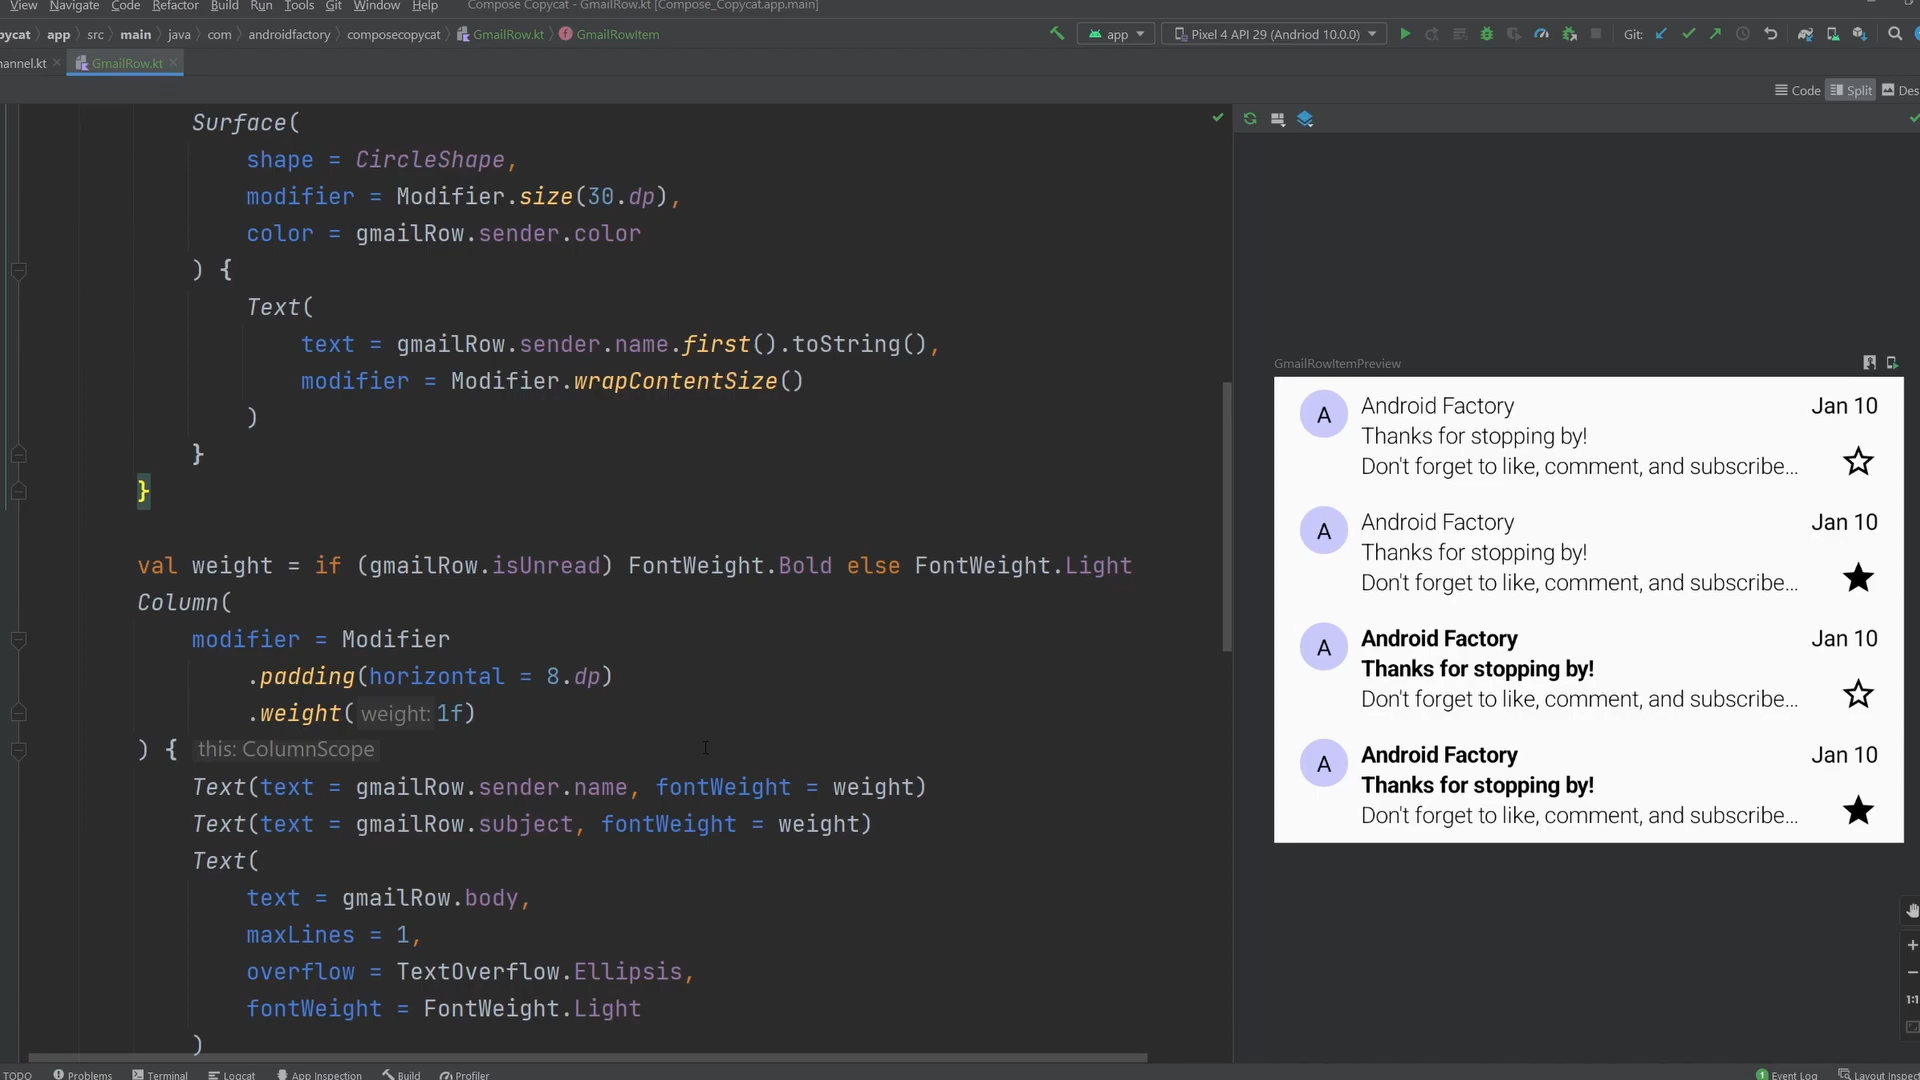 View Navigate Code Refactor Build Run Tools Git Window Help Compose Copycat - GmailRow.kt [Compose_Copycat.app.main]
pycat app src main java com androidfactory composecopycat GmailRow.kt GmailRowItem app Pixel 4 API 29 (Andriod 10.0.0) Git:
annel.kt GmailRow.kt
Code Split Des
Surface(
shape = CircleShape,
modifier = Modifier.size(30.dp),
color = gmailRow.sender.color
) {
Text(
text = gmailRow.sender.name.first().toString(),
modifier = Modifier.wrapContentSize()
)
}
}
val weight = if (gmailRow.isUnread) FontWeight.Bold else FontWeight.Light
Column(
modifier = Modifier
.padding(horizontal = 8.dp)
.weight( weight: 1f)
) { this: ColumnScope
Text(text = gmailRow.sender.name, fontWeight = weight)
Text(text = gmailRow.subject, fontWeight = weight)
Text(
text = gmailRow.body,
maxLines = 1,
overflow = TextOverflow.Ellipsis,
fontWeight = FontWeight.Light
)
GmailRowItemPreview
A Android Factory Jan 10
Thanks for stopping by!
Don't forget to like, comment, and subscribe...
A Android Factory Jan 10
Thanks for stopping by!
Don't forget to like, comment, and subscribe...
A Android Factory Jan 10
Thanks for stopping by!
Don't forget to like, comment, and subscribe...
A Android Factory Jan 10
Thanks for stopping by!
Don't forget to like, comment, and subscribe...
1:1
TODO Problems Terminal Logcat App Inspection Build Profiler 1 Event Log Layout Inspect